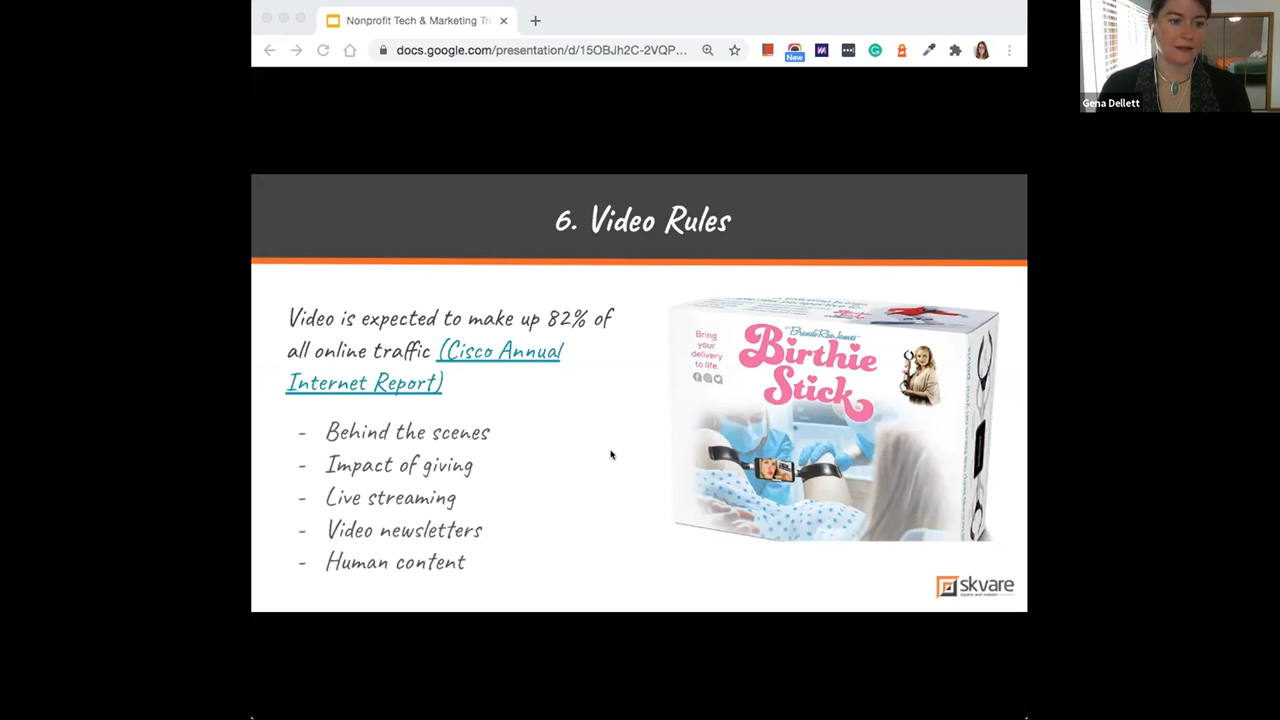 Nonprofit Tech & Marketing Tr
docs.google.com/presentation/d/15OBJh2C-2VQP...
New
Gena Dellett
6. Video Rules
Video is expected to make up 82% of
all online traffic (Cisco Annual
Internet Report)
- Behind the scenes
- Impact of giving
- Live streaming
- Video newsletters
- Human content
Bring
your
delivery
to life.
Birthie
Stick
skvare